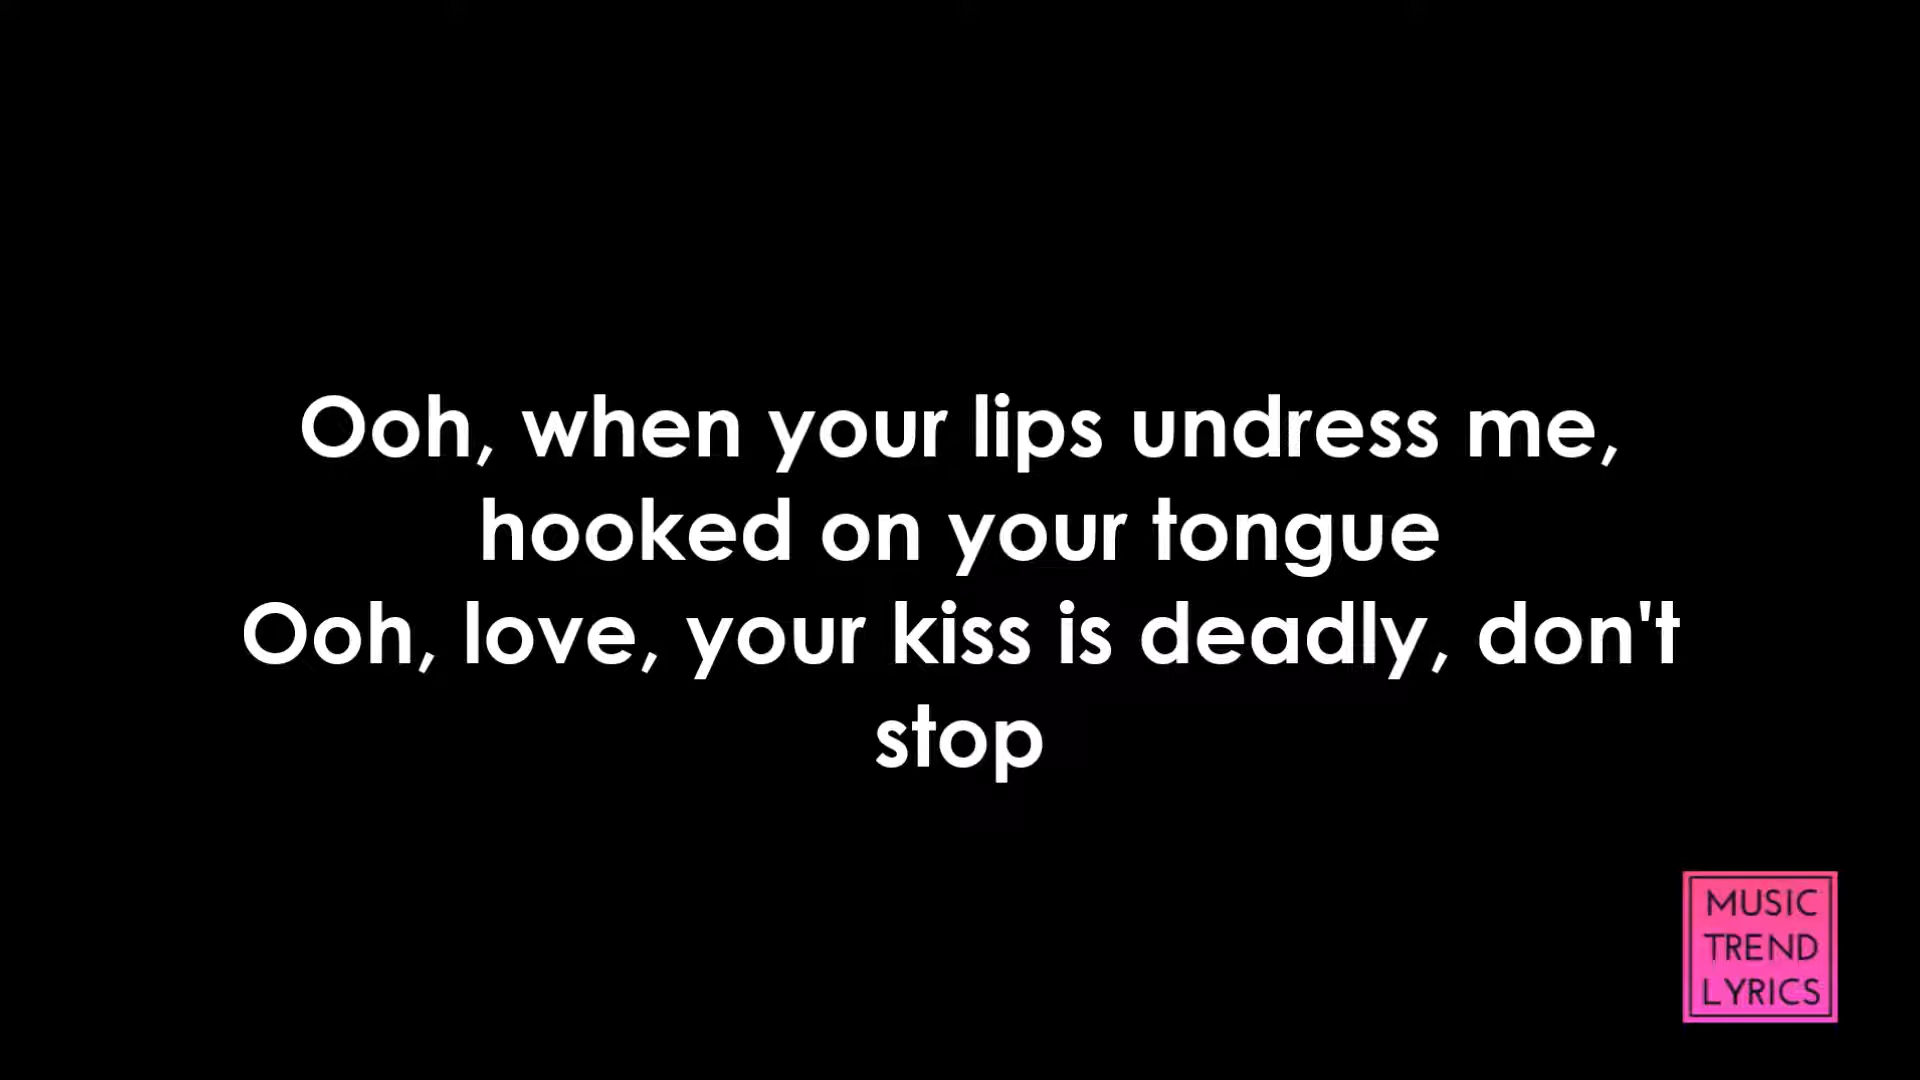 Ooh, when your lips undress me,
hooked on your tongue
Ooh, love, your kiss is deadly, don't
stop
MUSIC
TREND
LYRICS